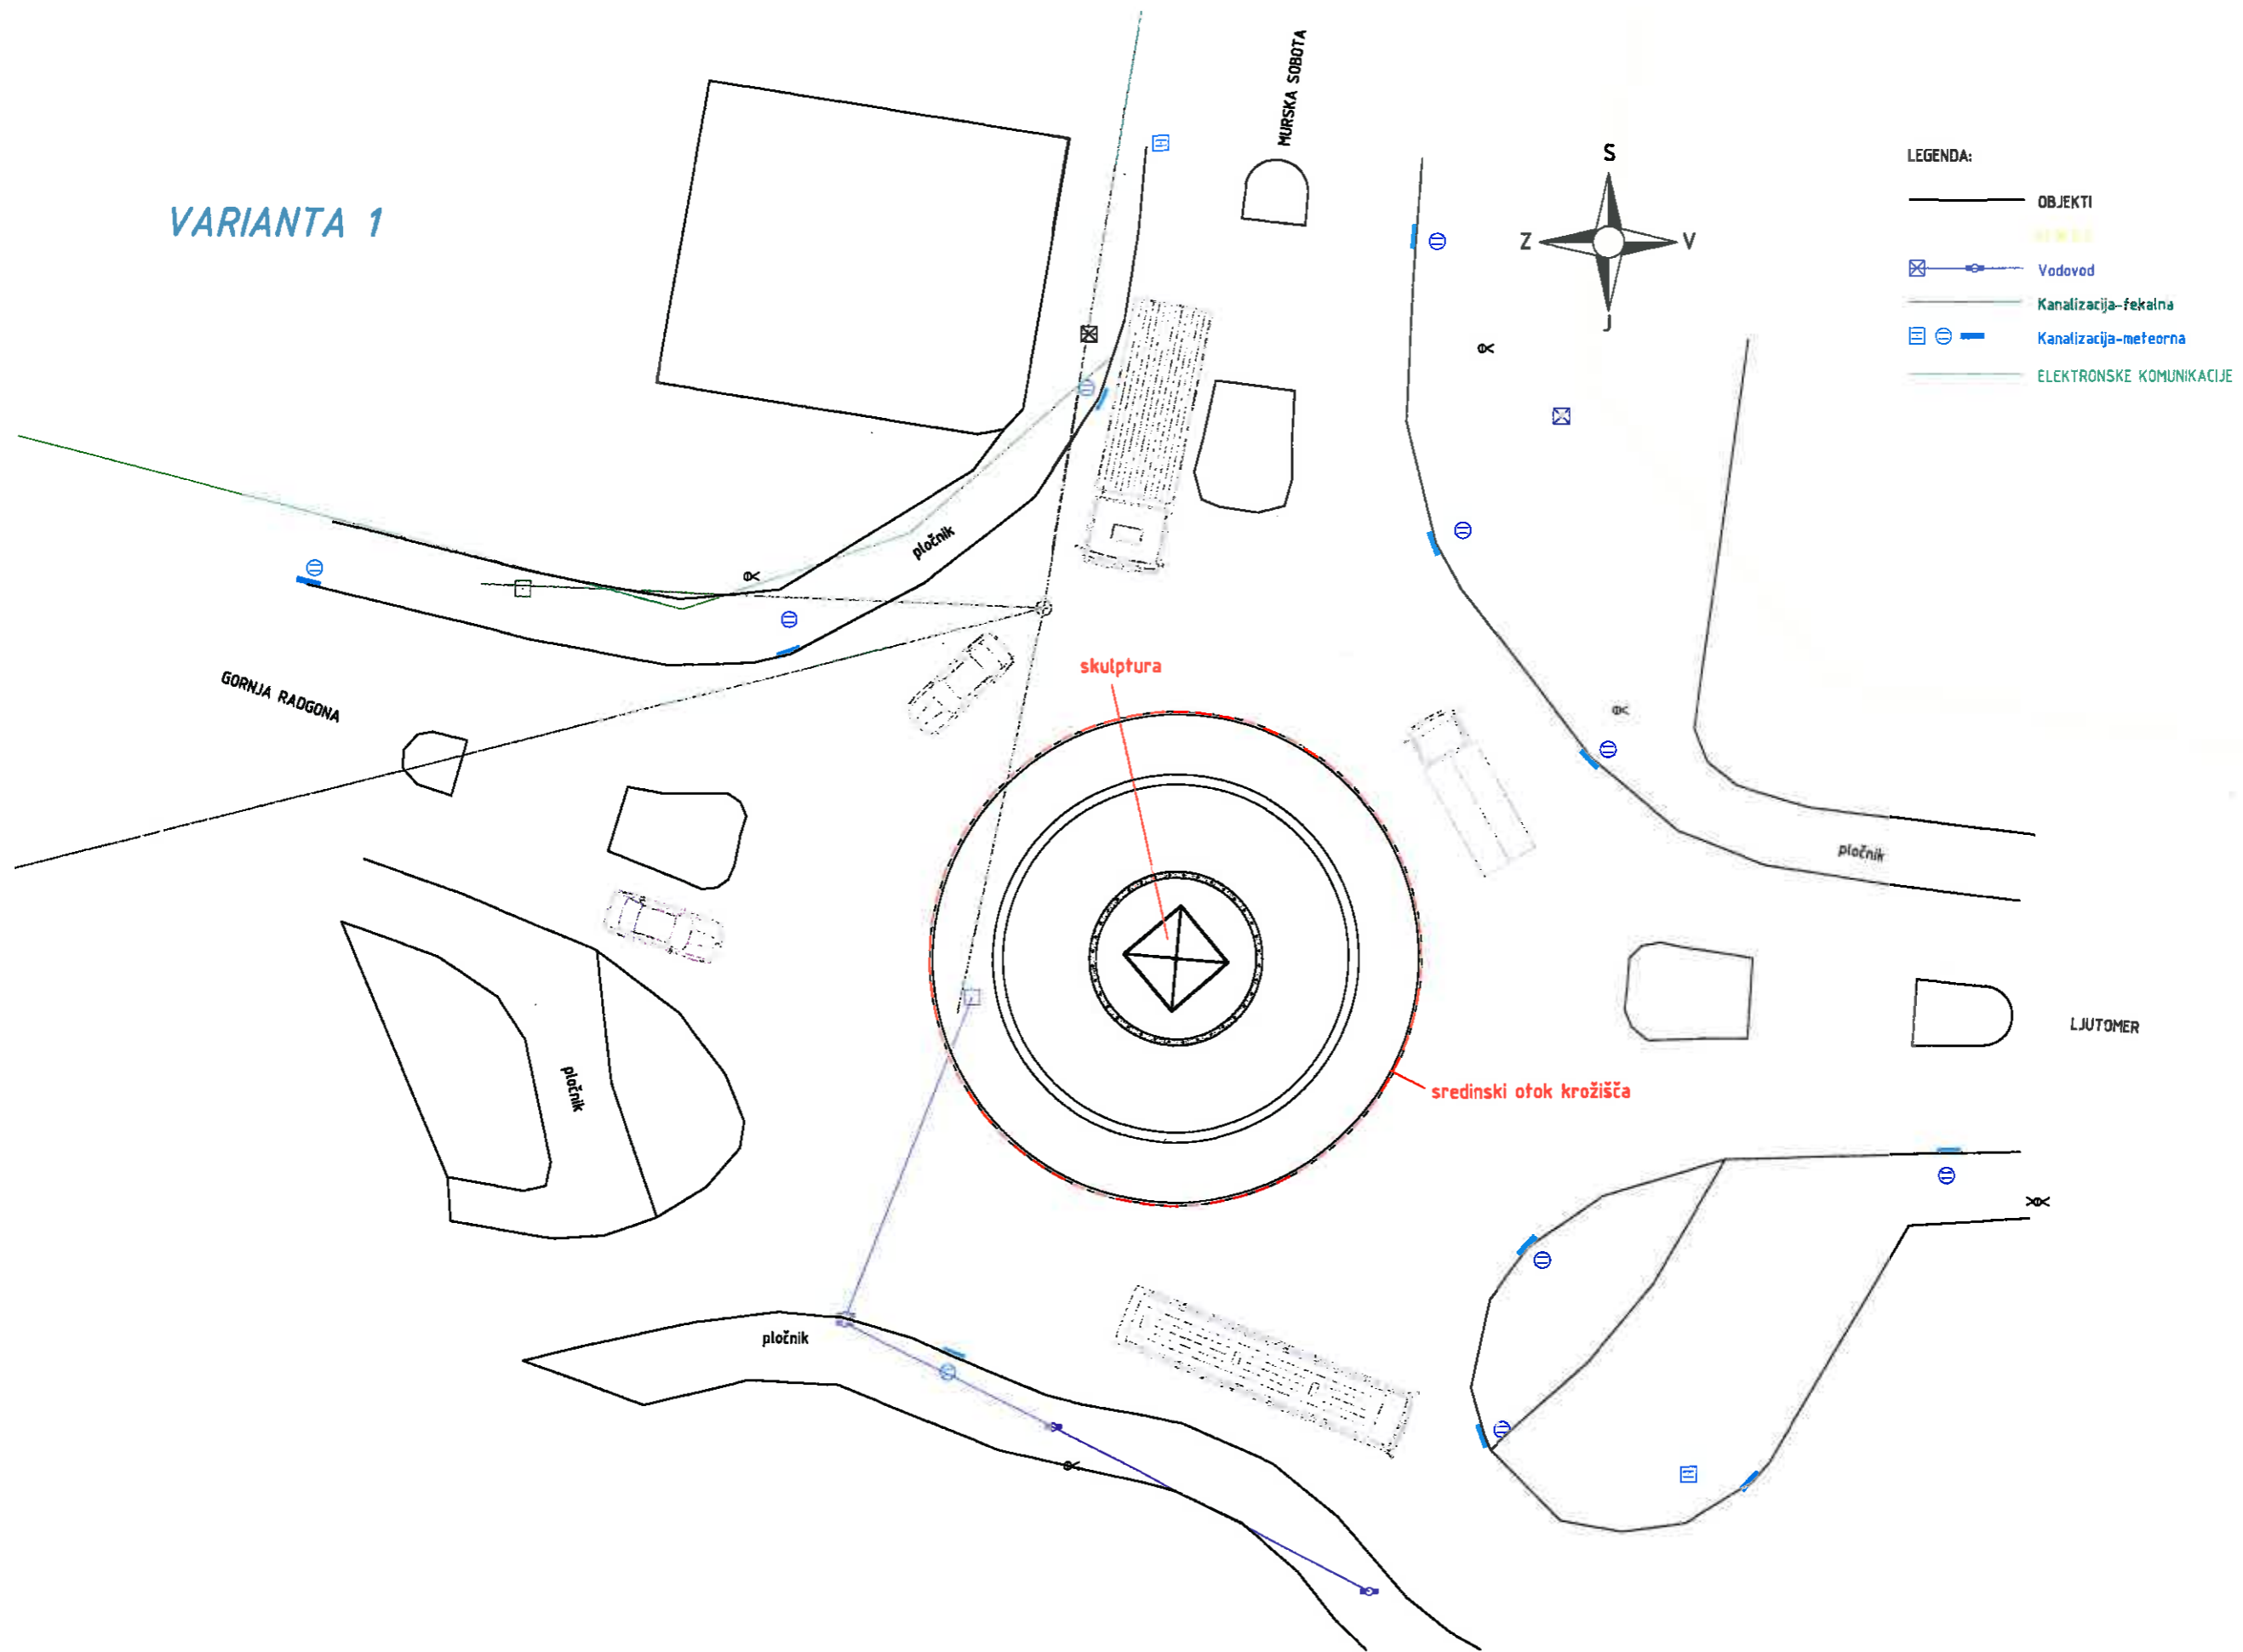 MURSKA SOBOTA
VARIANTA 1
S
Z
V
J
LEGENDA:
OBJEKTI
Vodovod
Kanalizacija-fekalna
Kanalizacija-meteorna
ELEKTRONSKE KOMUNIKACIJE
pločnik
GORNJA RADGONA
skulptura
pločnik
LJUTOMER
pločnik
sredinski otok krožišča
pločnik